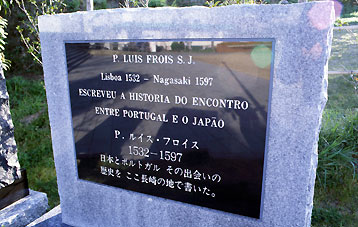 P. LUIS FROIS S.J.
Lisboa 1532 – Nagasaki 1597
ESCREVEU A HISTORIA DO ENCONTRO
ENTRE PORTUGAL E O JAPÃO
P. ルイス・フロイス
1532-1597
日本とポルトガル その出会いの
歴史を ここ長崎の地で書いた。